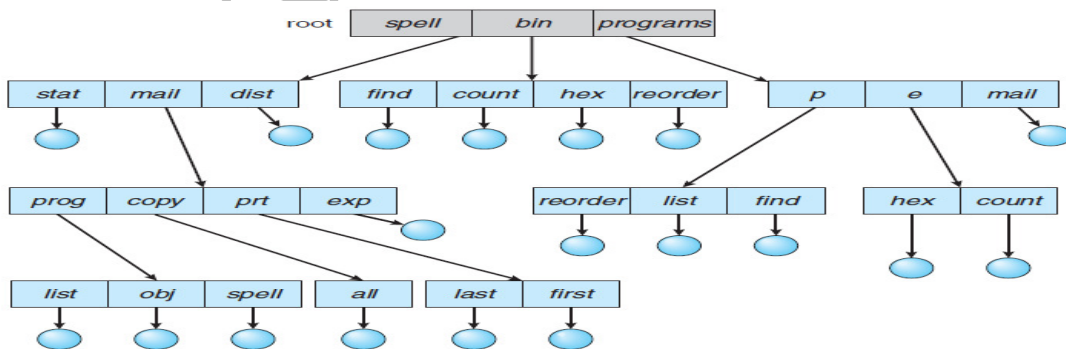 root spell bin programs
stat mail dist find count hex reorder p e mail
prog copy prt exp reorder list find hex count
list obj spell all last first